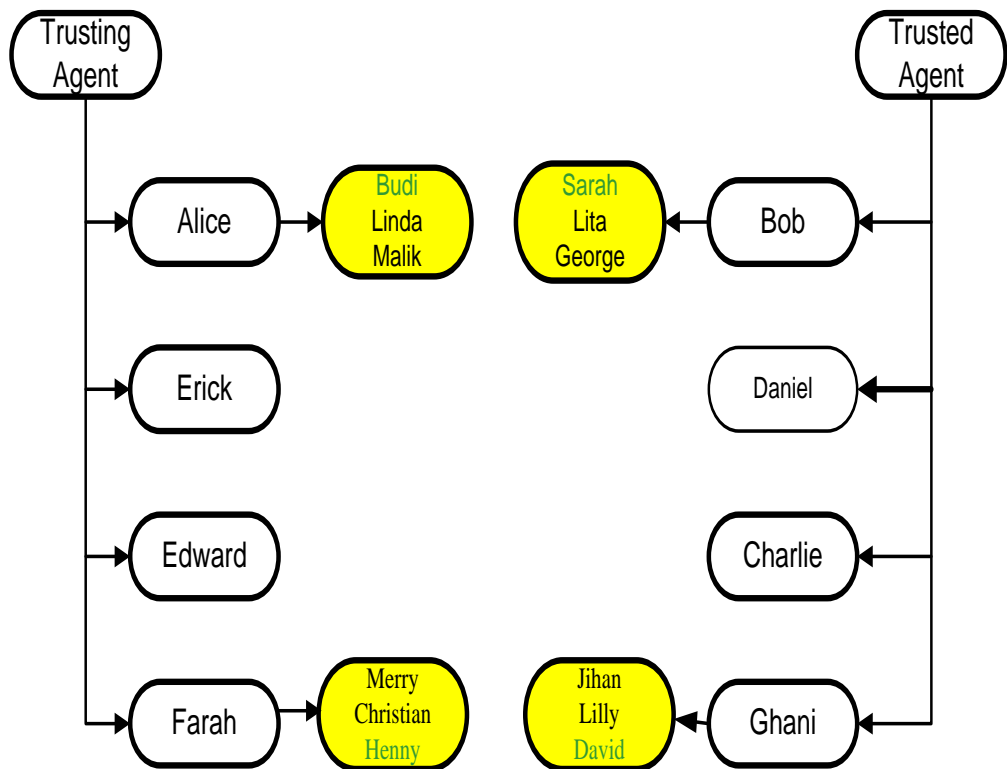 Trusting
Agent
Trusted
Agent
Alice
Budi
Linda
Malik
Sarah
Lita
George
Bob
Erick
Daniel
Edward
Charlie
Farah
Merry
Christian
Henny
Jihan
Lilly
David
Ghani